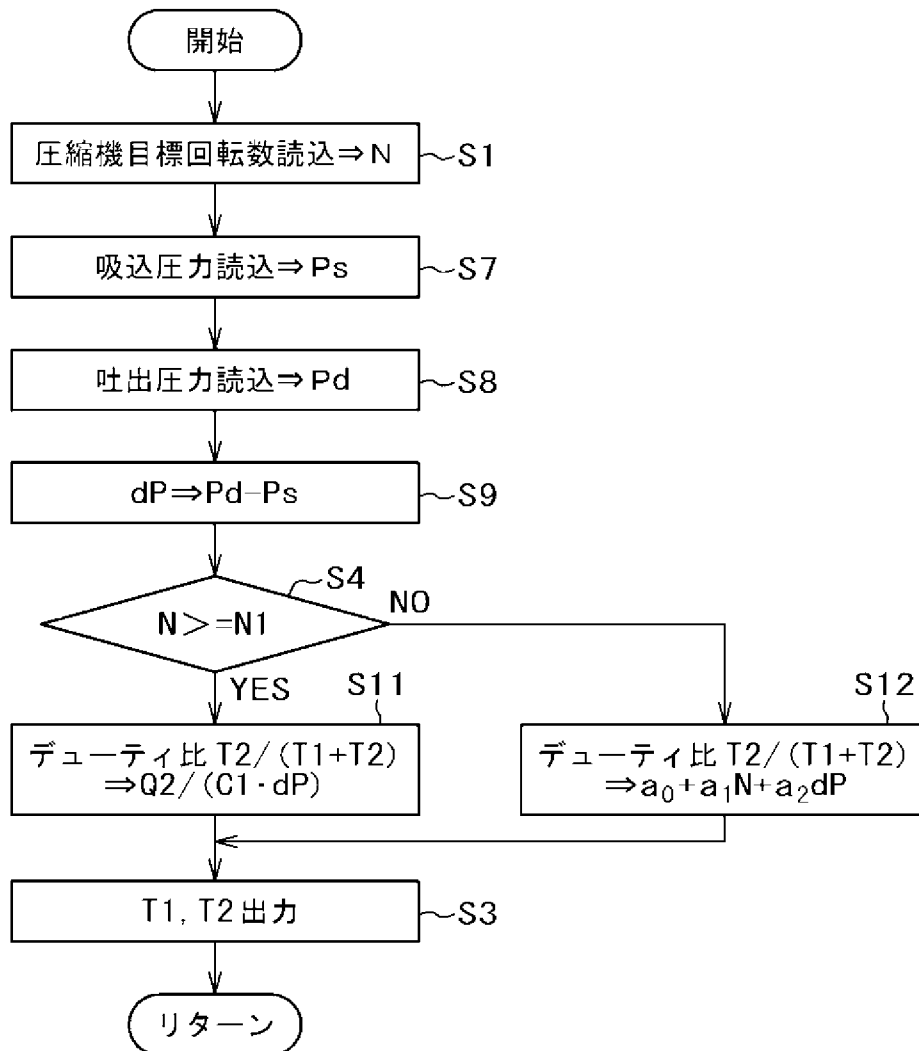 開始
圧縮機目標回転数読込⇒N
S1
吸込圧力読込⇒Ps
S7
吐出圧力読込⇒Pd
S8
dP⇒Pd-Ps
S9
S4
N>=N1
NO
YES
S11
デューティ比 T2/(T1+T2)
⇒Q2/(C1・dP)
S12
デューティ比 T2/(T1+T2)
⇒a₀+a₁N+a₂dP
T1, T2出力
S3
リターン